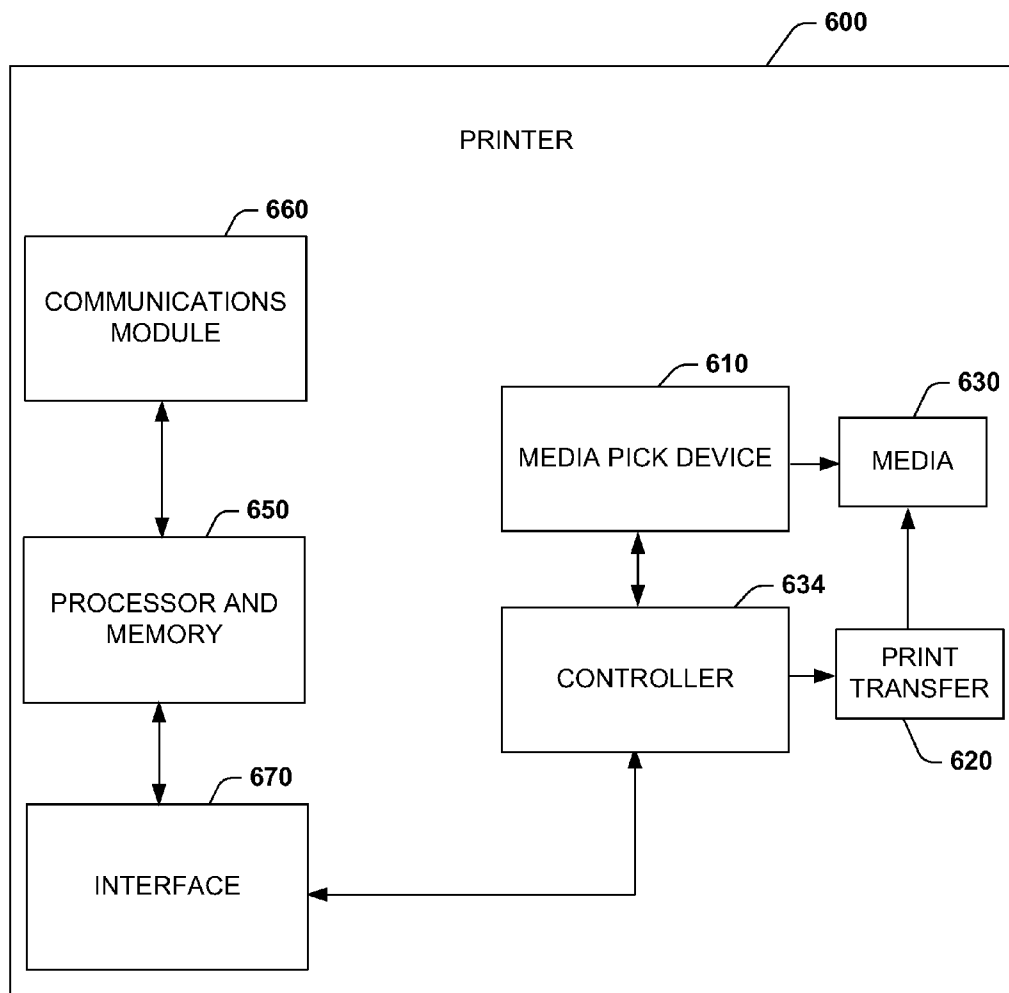 600
PRINTER
660
COMMUNICATIONS
MODULE
610
630
MEDIA PICK DEVICE
MEDIA
650
634
PROCESSOR AND
MEMORY
CONTROLLER
PRINT
TRANSFER
620
670
INTERFACE